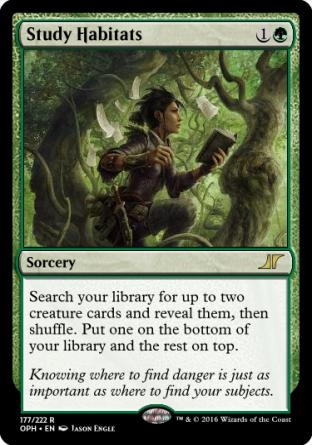 Study Habitats 1
Sorcery
Search your library for up to two
creature cards and reveal them, then
shuffle. Put one on the bottom of
your library and the rest on top.
Knowing where to find danger is just as
important as where to find your subjects.
177/222 R
OPH • EN JASON ENGLE
™ & © 2016 Wizards of the Coast